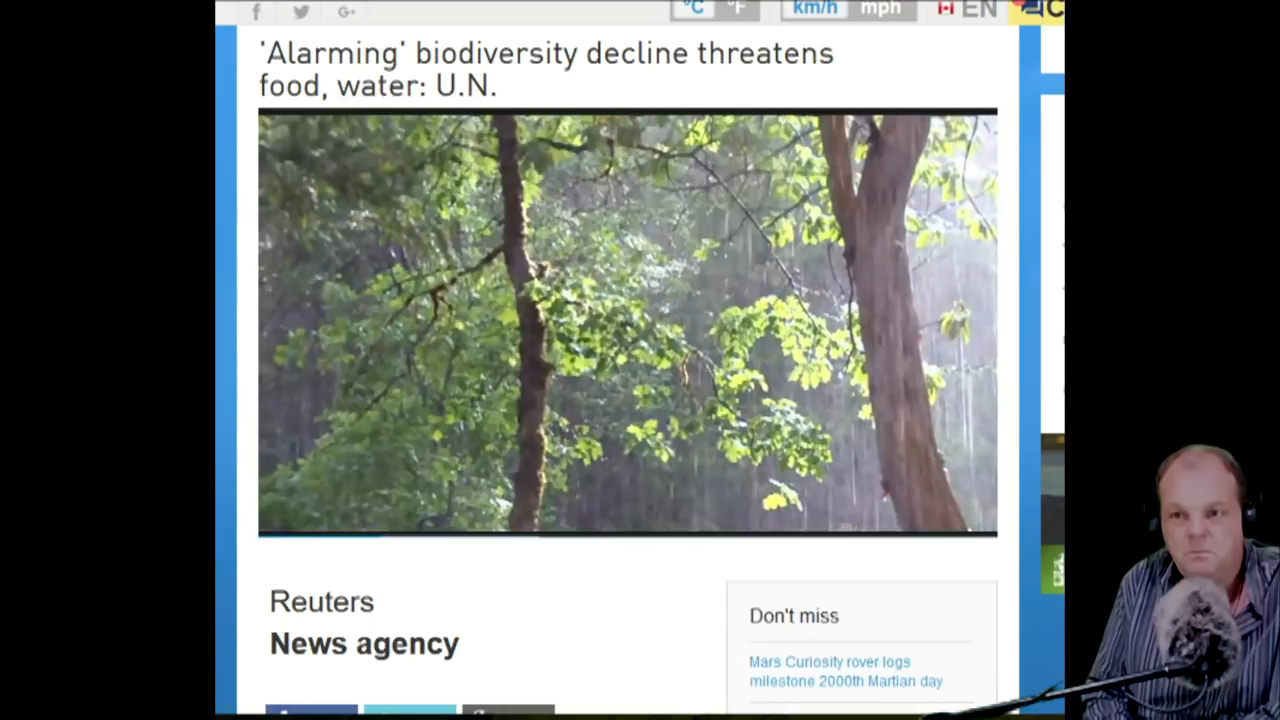 f G+ °C °F km/h mph EN C
'Alarming' biodiversity decline threatens
food, water: U.N.
Reuters
News agency
Don't miss
Mars Curiosity rover logs
milestone 2000th Martian day